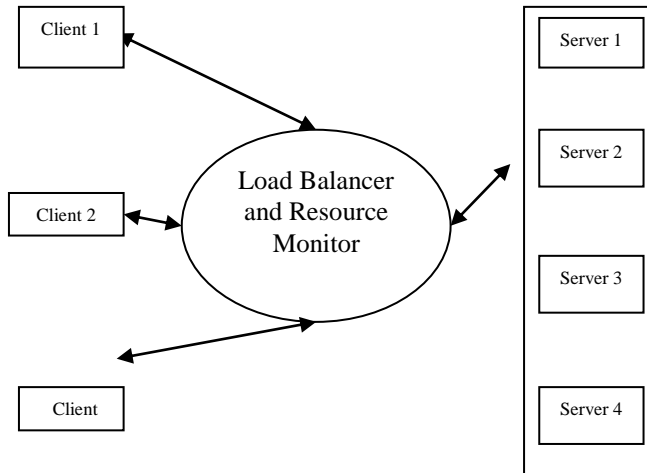 Client 1
Server 1
Server 2
Load Balancer
and Resource
Monitor
Client 2
Server 3
Client
Server 4